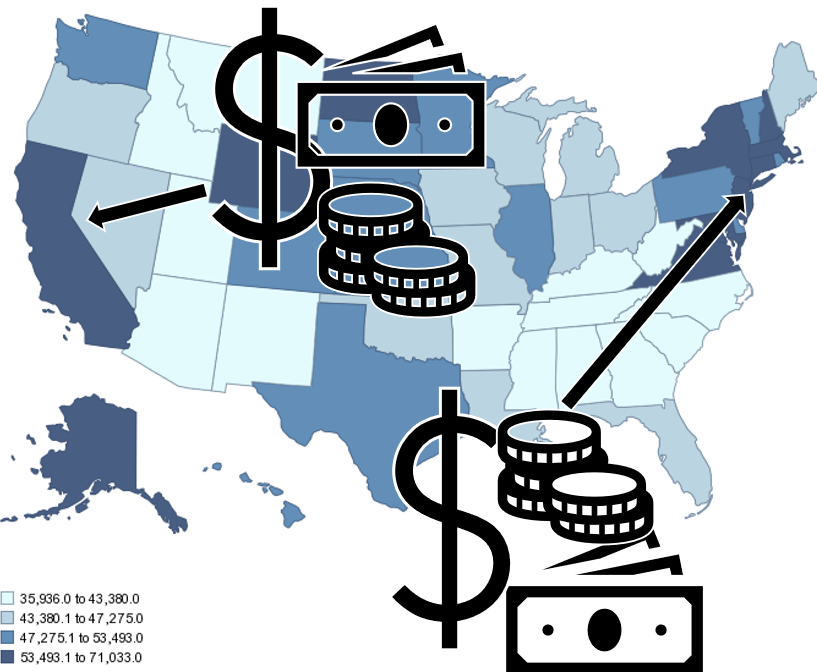 35,936.0 to 43,380.0
43,380.1 to 47,275.0
47,275.1 to 53,493.0
53,493.1 to 71,033.0